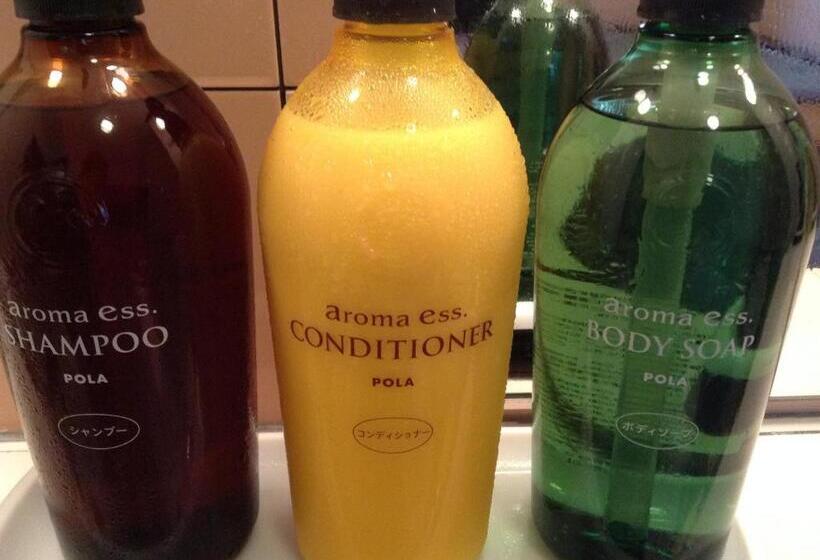 aroma ess.
SHAMPOO
POLA
シャンプー
aroma ess.
CONDITIONER
POLA
コンディショナー
aroma ess.
BODY SOAP
POLA
ボディソープ